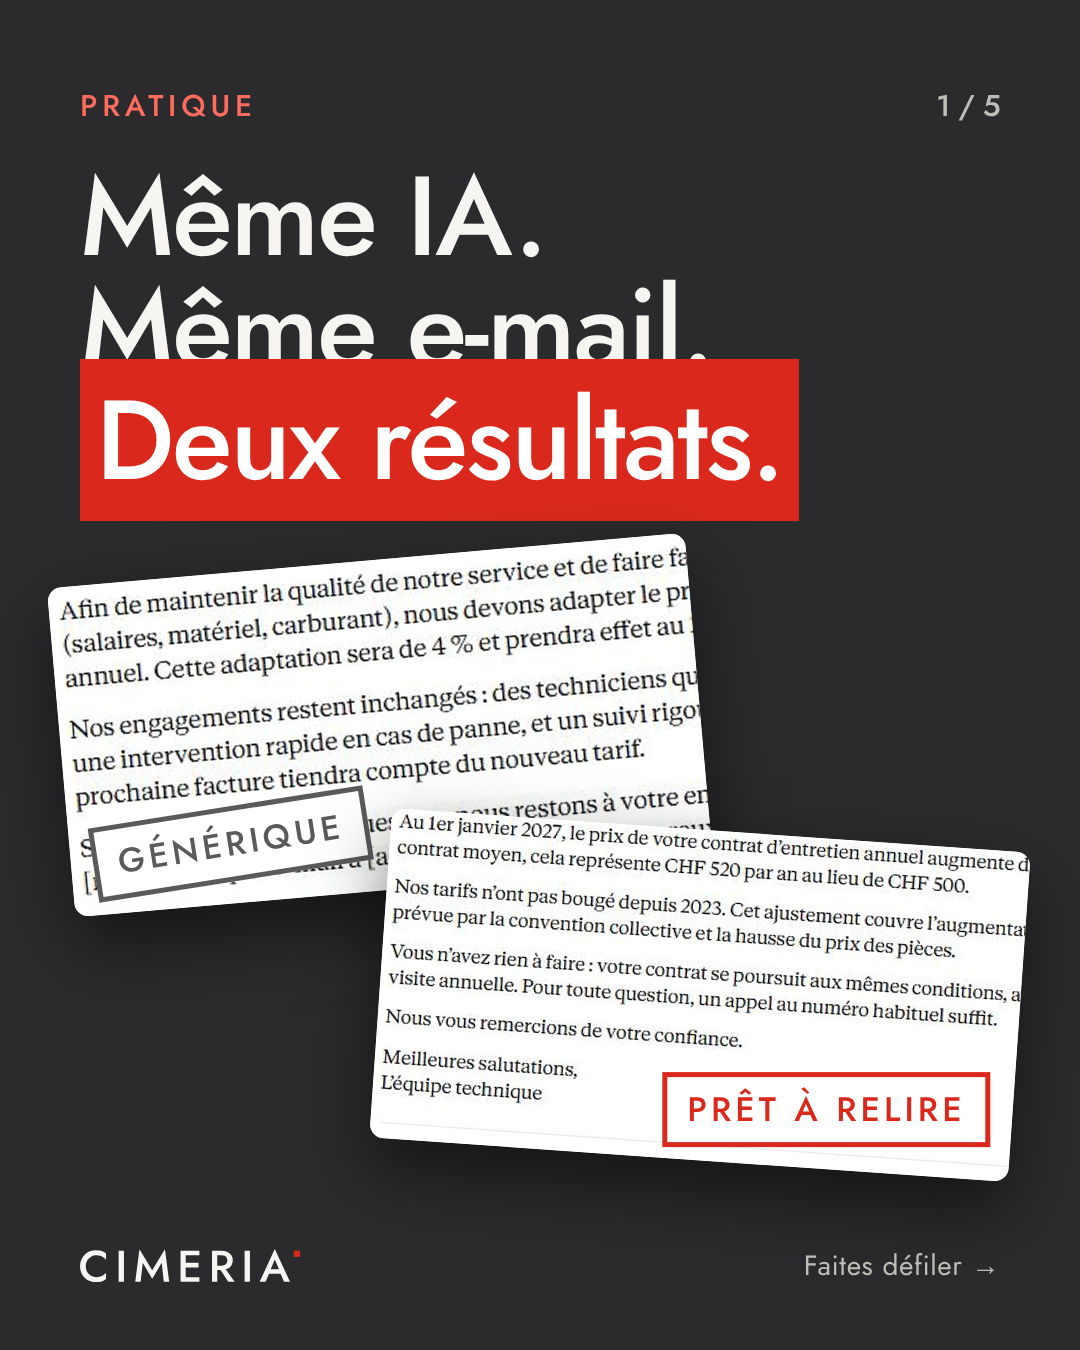 PRATIQUE
1 / 5
Même IA.
Même e-mail.
Deux résultats.
Afin de maintenir la qualité de notre service et de faire
(salaires, matériel, carburant), nous devons adapter le
annuel. Cette adaptation sera de 4 % et prendra effet au
Nos engagements restent inchangés : des techniciens
une intervention rapide en cas de panne, et un suivi
prochaine facture tiendra compte du nouveau tarif.
nous restons à votre
GÉNÉRIQUE
Au 1er janvier 2027, le prix de votre contrat d’entretien annuel augmente
contrat moyen, cela représente CHF 520 par an au lieu de CHF 500.
Nos tarifs n’ont pas bougé depuis 2023. Cet ajustement couvre
prévue par la convention collective et la hausse du prix des pièces.
Vous n’avez rien à faire : votre contrat se poursuit aux mêmes conditions,
visite annuelle. Pour toute question, un appel au numéro habituel suffit.
Nous vous remercions de votre confiance.
Meilleures salutations,
L’équipe technique
PRÊT À RELIRE
CIMERIA
Faites défiler →